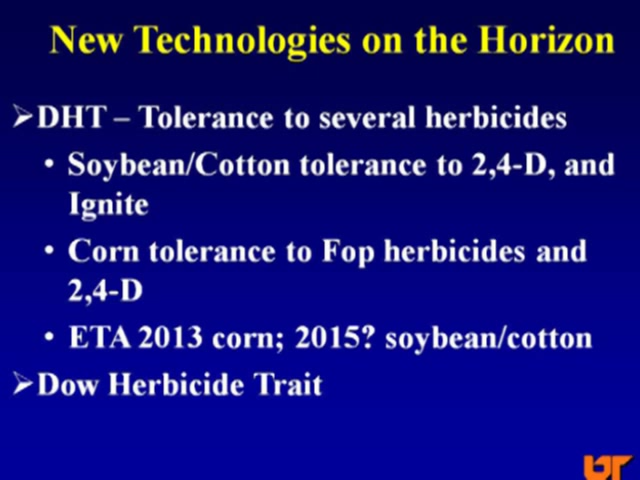 New Technologies on the Horizon
➢DHT – Tolerance to several herbicides
• Soybean/Cotton tolerance to 2,4-D, and
Ignite
• Corn tolerance to Fop herbicides and
2,4-D
• ETA 2013 corn; 2015? soybean/cotton
➢Dow Herbicide Trait
UT